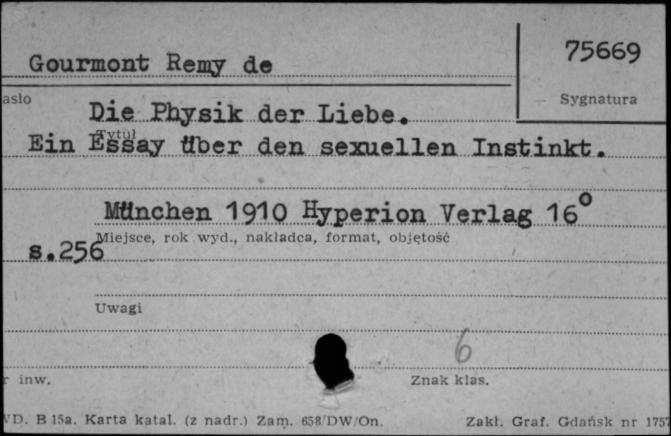 Gourmont Remy de
75669
asło
Sygnatura
Die Physik der Liebe.
Tytuł
Ein Essay über den sexuellen Instinkt.
München 1910 Hyperion Verlag 16°
Miejsce, rok wyd., nakładca, format, objętość
s.256
Uwagi
6
r inw.
Znak klas.
WD. B 15a. Karta katal. (z nadr.) Zam. 658/DW/On.
Zakł. Graf. Gdańsk nr 1757